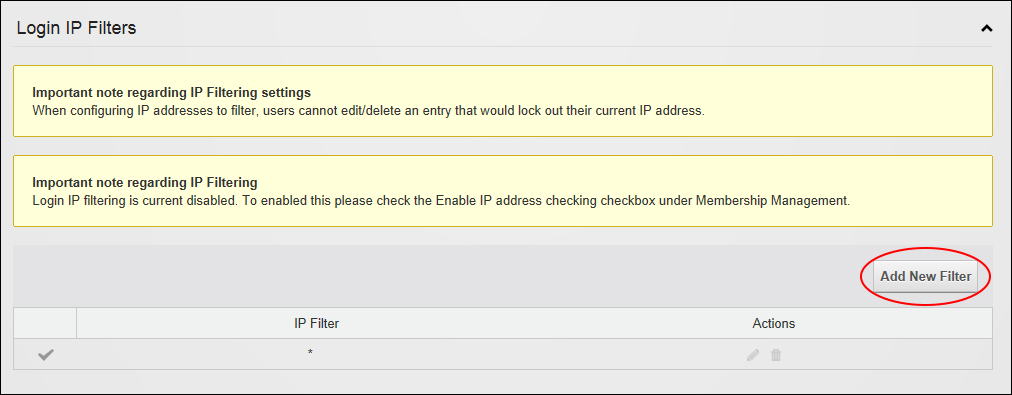 Login IP Filters
Important note regarding IP Filtering settings
When configuring IP addresses to filter, users cannot edit/delete an entry that would lock out their current IP address.
Important note regarding IP Filtering
Login IP filtering is current disabled. To enabled this please check the Enable IP address checking checkbox under Membership Management.
Add New Filter
IP Filter Actions
*